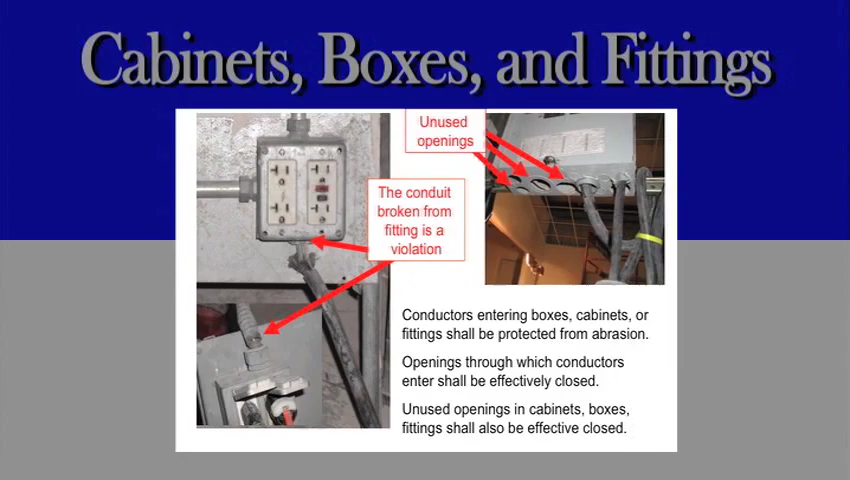 Cabinets, Boxes, and Fittings
Unused
openings
The conduit
broken from
fitting is a
violation
Conductors entering boxes, cabinets, or
fittings shall be protected from abrasion.
Openings through which conductors
enter shall be effectively closed.
Unused openings in cabinets, boxes,
fittings shall also be effective closed.